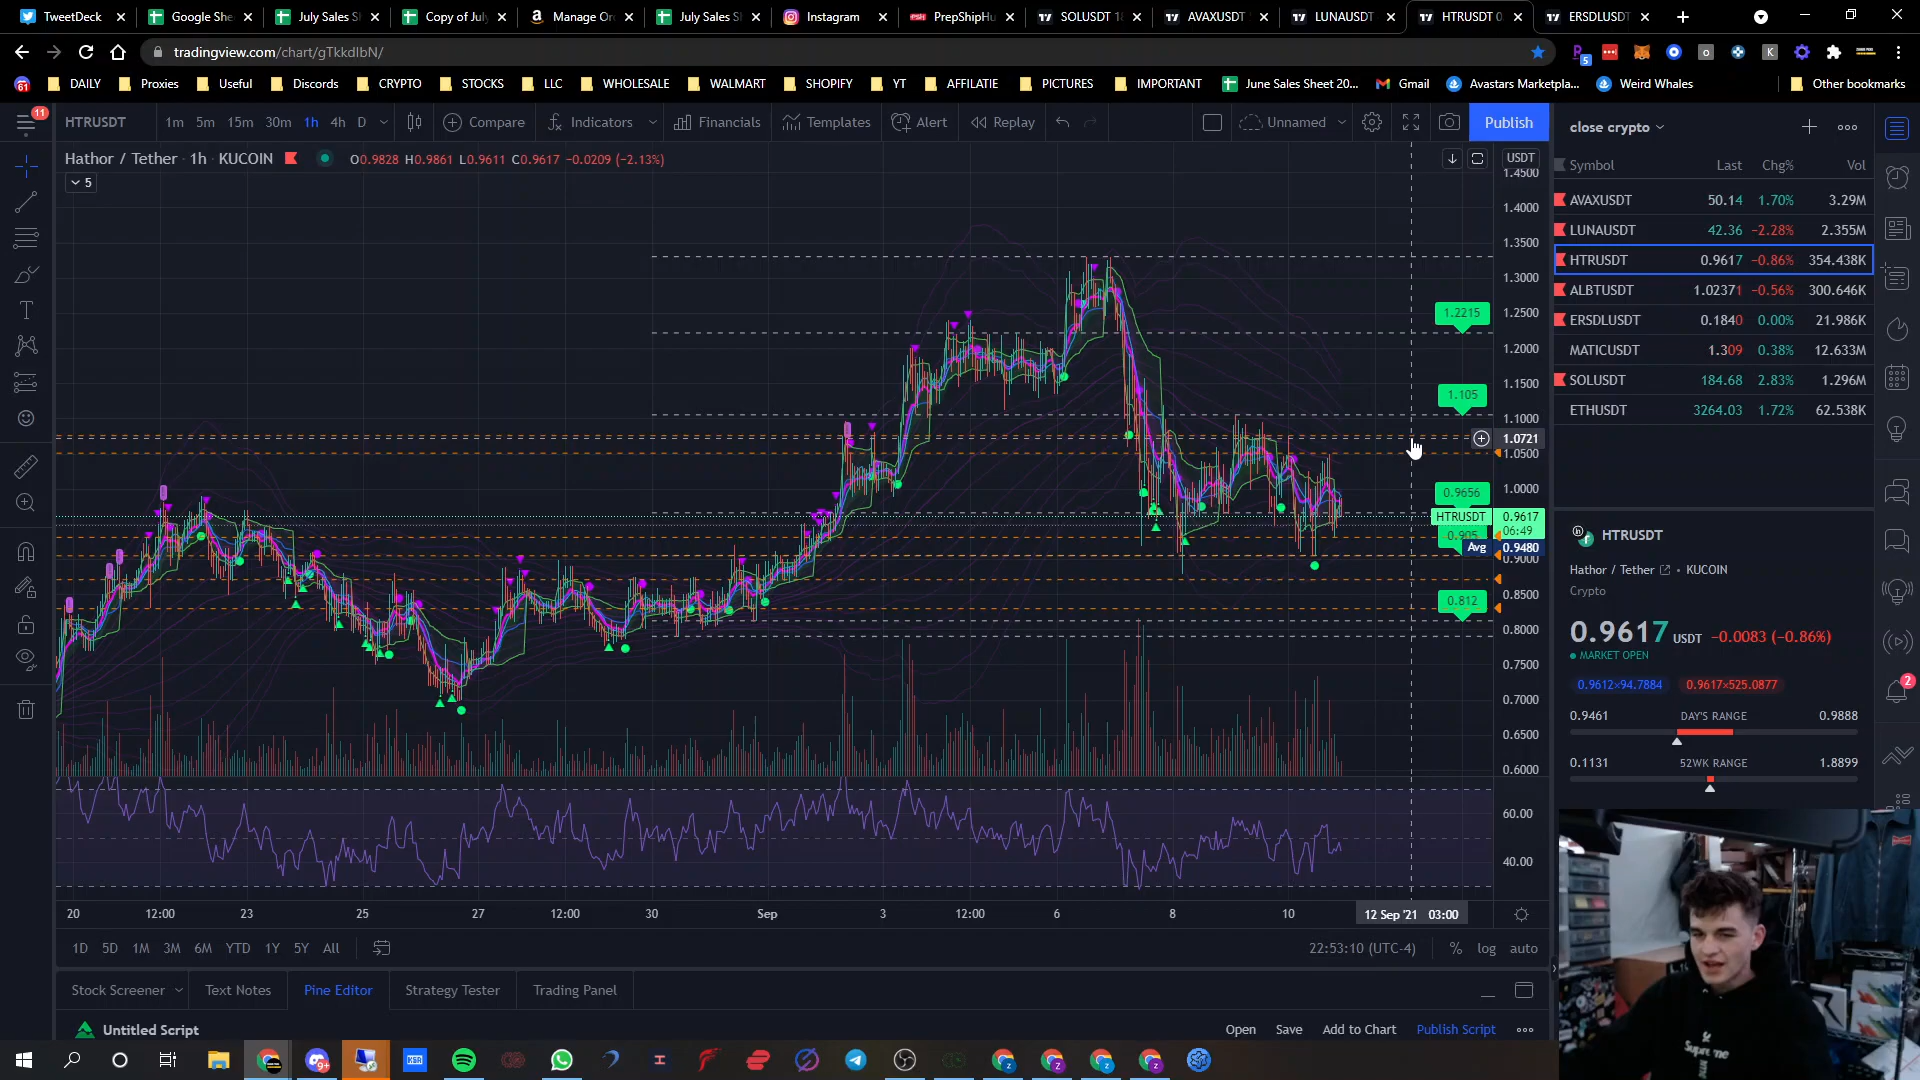 TweetDeck
Google She
July Sales S
Copy of July
Manage Or
July Sales S
Instagram
PrepShipHu
SOLUSDT 18
AVAXUSDT
LUNAUSDT
HTRUSDT 0
ERSDLUSDT
tradingview.com/chart/gTkkdIbN/
DAILY
Proxies
Useful
Discords
CRYPTO
STOCKS
LLC
WHOLESALE
WALMART
SHOPIFY
YT
AFFILATIE
PICTURES
IMPORTANT
June Sales Sheet 20...
Gmail
Avastars Marketpla...
Weird Whales
Other bookmarks
11
HTRUSDT
1m 5m 15m 30m 1h 4h D
Compare
Indicators
Financials
Templates
Alert
Replay
Unnamed
Publish
Hathor / Tether · 1h · KUCOIN
O0.9828 H0.9861 L0.9611 C0.9617 −0.0209 (−2.13%)
5
USDT
1.4500
1.4000
1.3500
1.3000
1.2500
1.2000
1.1500
1.1000
1.0721
1.0500
1.0000
0.9617
06:49
0.9480
0.9000
0.8500
0.8000
0.7500
0.7000
0.6500
0.6000
60.00
40.00
1.2215
1.105
0.9656
HTRUSDT
0.905
Avg
0.812
20 12:00 23 25 27 12:00 30 Sep 3 12:00 6 8 10 12 Sep '21 03:00
1D 5D 1M 3M 6M YTD 1Y 5Y All
22:53:10 (UTC-4)
% log auto
Stock Screener
Text Notes
Pine Editor
Strategy Tester
Trading Panel
Untitled Script
Open Save Add to Chart Publish Script
close crypto
Symbol Last Chg% Vol
AVAXUSDT 50.14 1.70% 3.29M
LUNAUSDT 42.36 −2.28% 2.355M
HTRUSDT 0.9617 −0.86% 354.438K
ALBTUSDT 1.02371 −0.56% 300.646K
ERSDLUSDT 0.1840 0.00% 21.986K
MATICUSDT 1.309 0.38% 12.633M
SOLUSDT 184.68 2.83% 1.296M
ETHUSDT 3264.03 1.72% 62.538K
HTRUSDT
Hathor / Tether • KUCOIN
Crypto
0.9617 USDT −0.0083 (−0.86%)
MARKET OPEN
0.9612×94.7884 0.9617×525.0877
0.9461 DAY'S RANGE 0.9888
0.1131 52WK RANGE 1.8899
2
Supreme